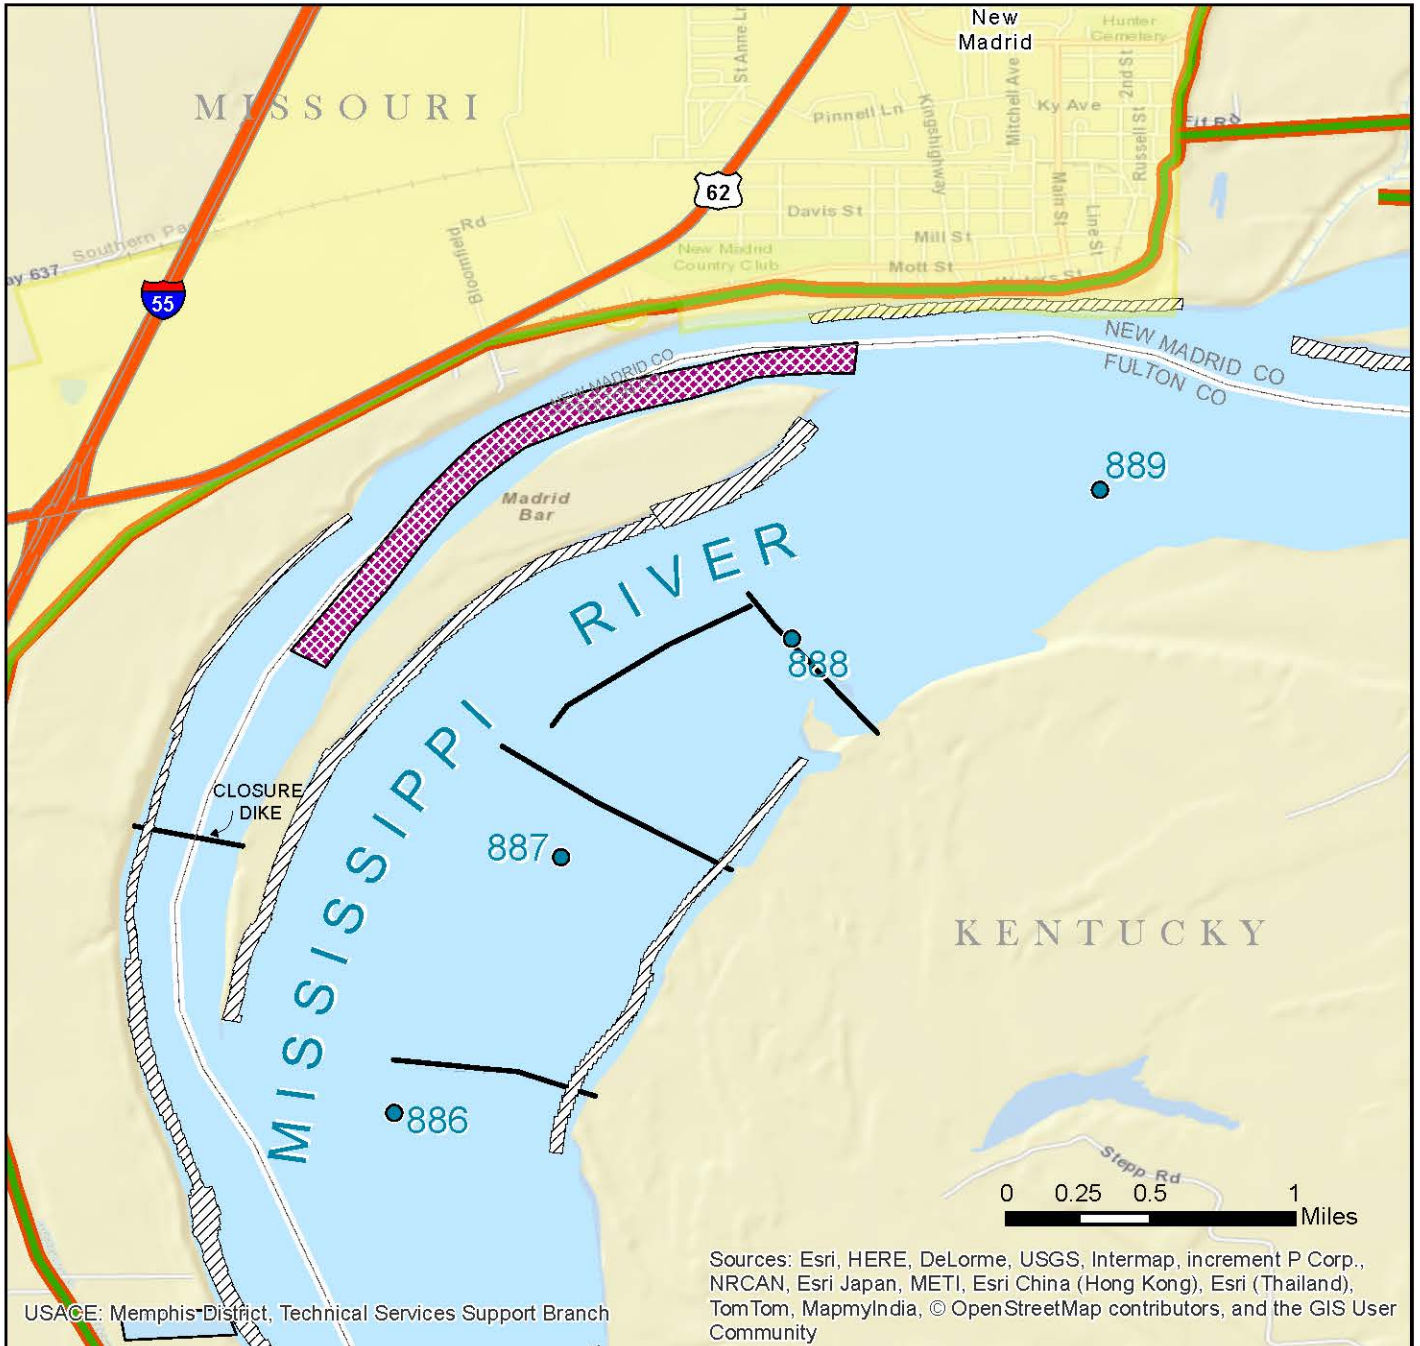 New
Madrid
Hunter
Cemetery
St Anne Ln
MISSOURI
Pinnell Ln
Kingshighway
Mitchell Ave
Ky Ave
2nd St
Russell St
62
Main St
Line St
Davis St
Mill St
Mott St
Bloomfield
Rd
Southern Pa
ay 637
New Madrid
Country Club
55
NEW MADRID CO
FULTON CO
NEW MADRID CO
889
Madrid
Bar
MISSISSIPPI
RIVER
888
CLOSURE
DIKE
887
KENTUCKY
886
Stepp Rd
0 0.25 0.5 1
Miles
Sources: Esri, HERE, DeLorme, USGS, Intermap, increment P Corp.,
NRCAN, Esri Japan, METI, Esri China (Hong Kong), Esri (Thailand),
TomTom, MapmyIndia, © OpenStreetMap contributors, and the GIS User
Community
USACE: Memphis District, Technical Services Support Branch